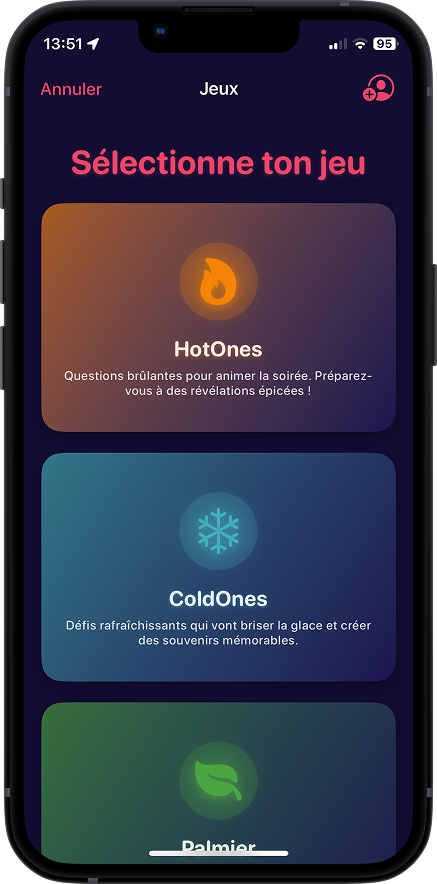 13:51
95
Annuler
Jeux
Sélectionne ton jeu
HotOnes
Questions brûlantes pour animer la soirée. Préparez-
vous à des révélations épicées !
ColdOnes
Défis rafraîchissants qui vont briser la glace et créer
des souvenirs mémorables.
Palmier